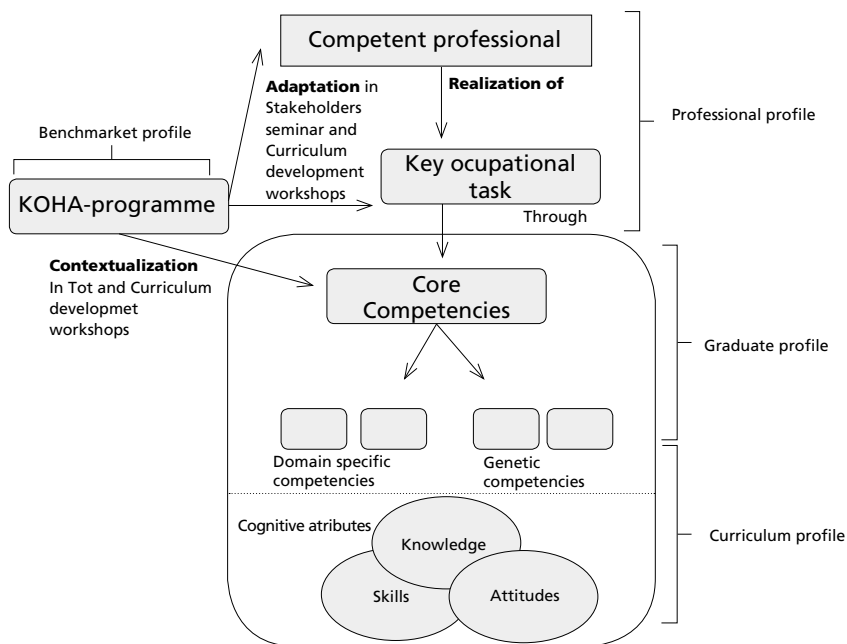 Competent professional
Adaptation in
Stakeholders
seminar and
Curriculum
development
workshops
Realization of
Professional profile
Benchmarket profile
KOHA-programme
Key ocupational
task
Through
Contextualization
In Tot and Curriculum
developmet
workshops
Core
Competencies
Graduate profile
Domain specific
competencies
Genetic
competencies
Cognitive atributes
Knowledge
Skills
Attitudes
Curriculum profile